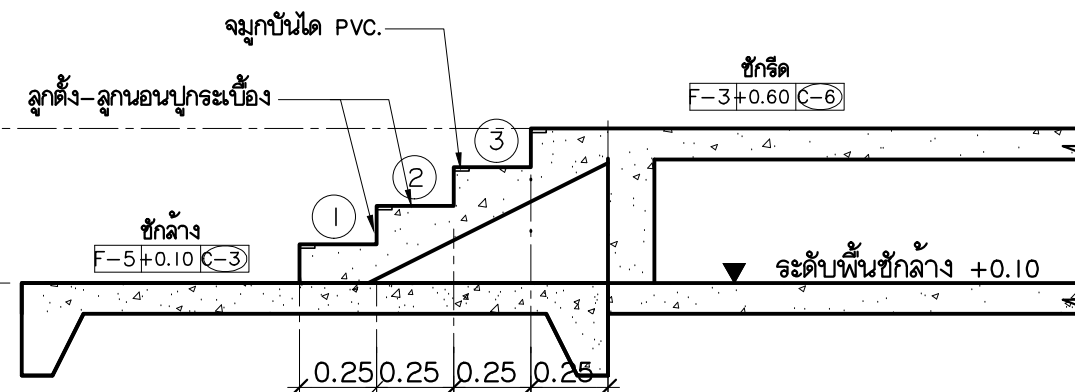 จมูกบันได PVC.
ซักรีด
F-3 +0.60 C-6
ลูกตั้ง-ลูกนอนปูกระเบื้อง
3
2
1
ซักล้าง
F-5 +0.10 C-3
ระดับพื้นซักล้าง +0.10
0.25 0.25 0.25 0.25